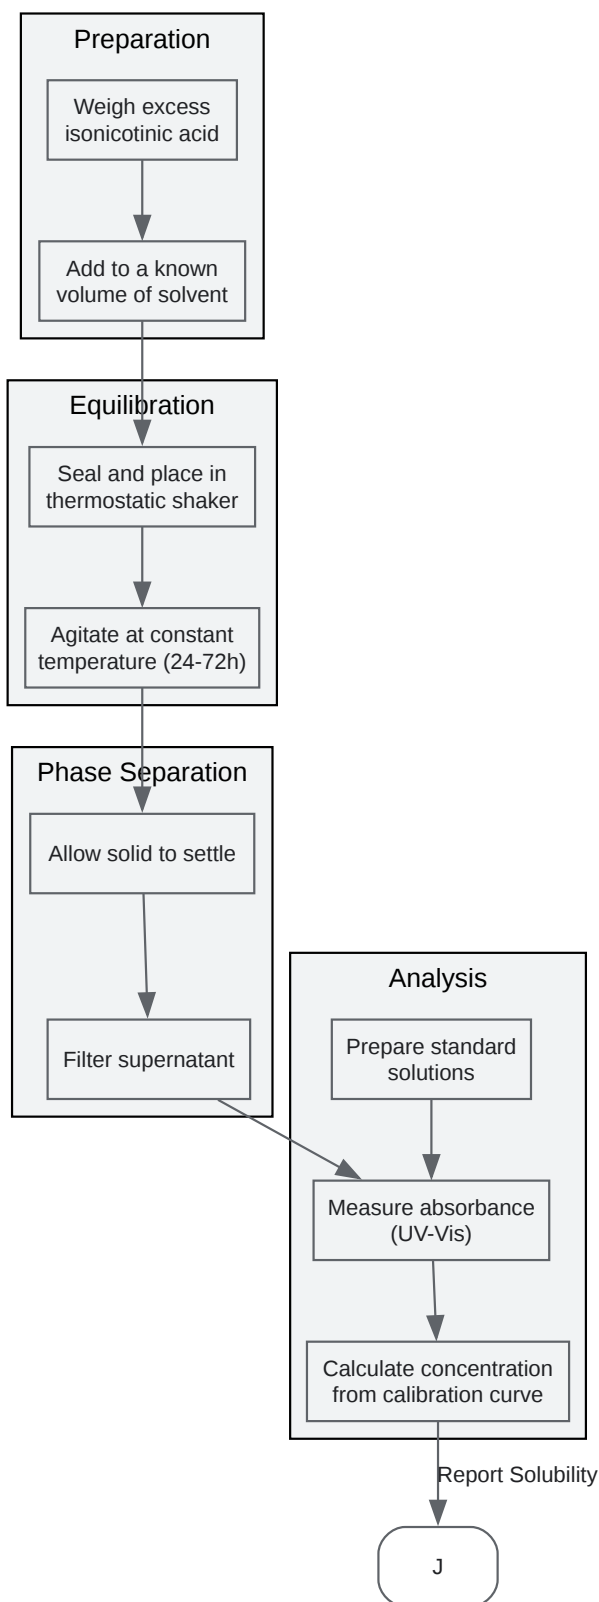 Preparation
Weigh excess
isonicotinic acid
Add to a known
volume of solvent
Equilibration
Seal and place in
thermostatic shaker
Agitate at constant
temperature (24-72h)
Phase Separation
Allow solid to settle
Filter supernatant
Analysis
Prepare standard
solutions
Measure absorbance
(UV-Vis)
Calculate concentration
from calibration curve
Report Solubility
J